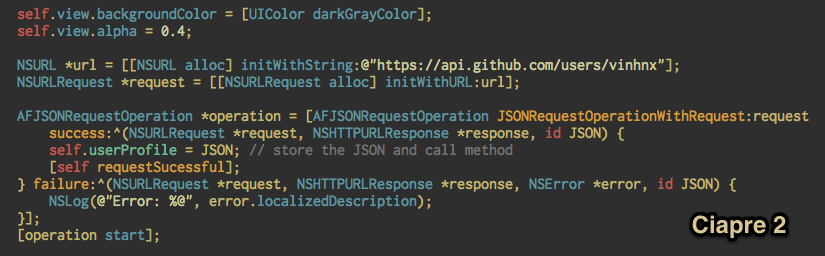 self.view.backgroundColor = [UIColor darkGrayColor];
self.view.alpha = 0.4;
NSURL *url = [[NSURL alloc] initWithString:@"https://api.github.com/users/vinhnx"];
NSURLRequest *request = [[NSURLRequest alloc] initWithURL:url];
AFJSONRequestOperation *operation = [AFJSONRequestOperation JSONRequestOperationWithRequest:request
success:^(NSURLRequest *request, NSHTTPURLResponse *response, id JSON) {
self.userProfile = JSON; // store the JSON and call method
[self requestSucessful];
} failure:^(NSURLRequest *request, NSHTTPURLResponse *response, NSError *error, id JSON) {
NSLog(@"Error: %@", error.localizedDescription);
}];
[operation start];
Ciapre 2